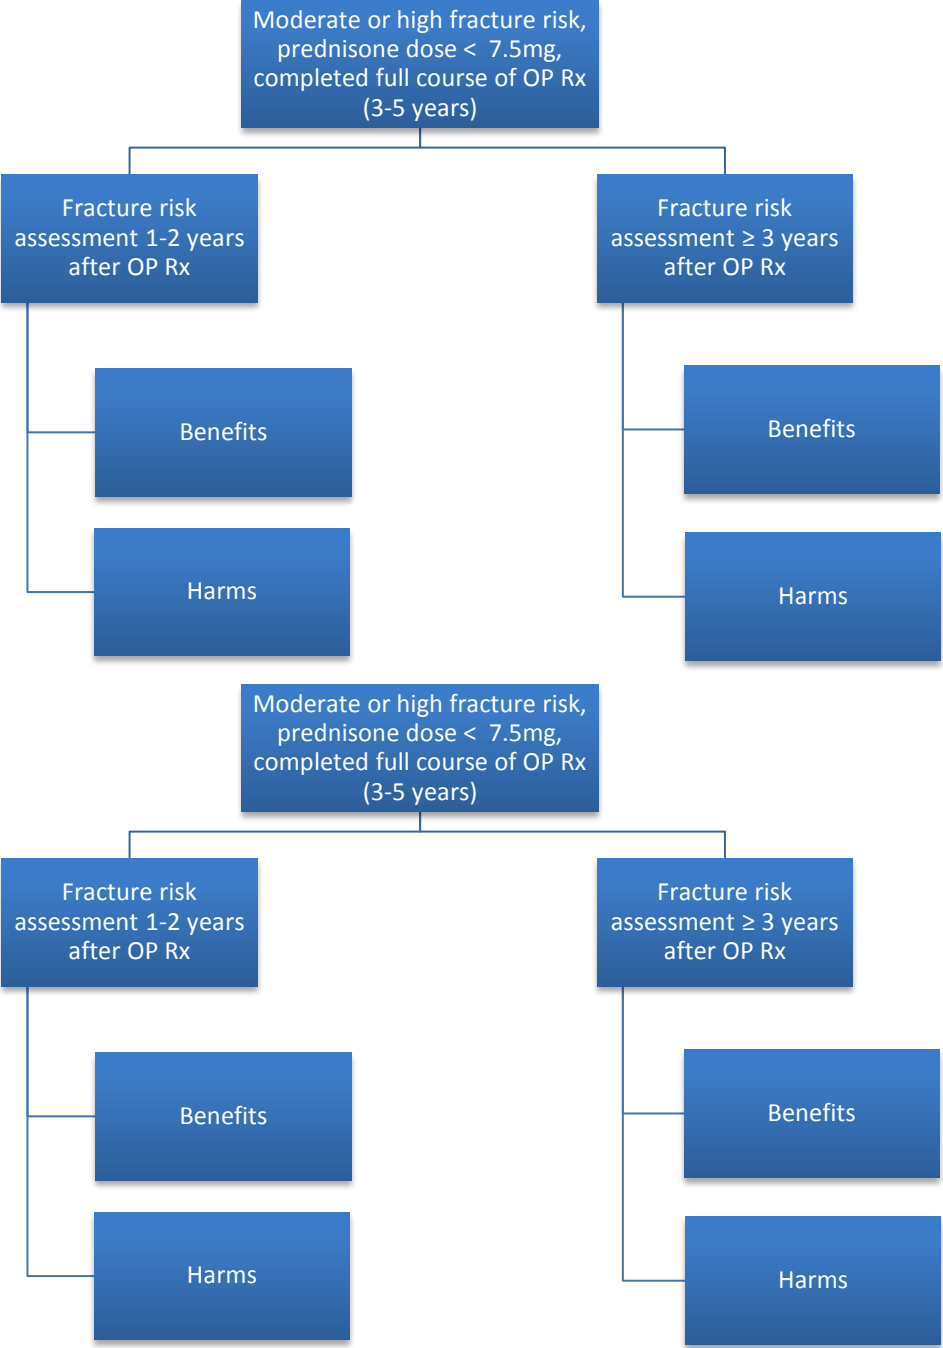 Moderate or high fracture risk,
prednisone dose <  7.5mg,
completed full course of OP Rx
(3-5 years)
Fracture risk
assessment 1-2 years
after OP Rx
Fracture risk
assessment ≥ 3 years
after OP Rx
Benefits
Benefits
Harms
Harms
Moderate or high fracture risk,
prednisone dose <  7.5mg,
completed full course of OP Rx
(3-5 years)
Fracture risk
assessment 1-2 years
after OP Rx
Fracture risk
assessment ≥ 3 years
after OP Rx
Benefits
Benefits
Harms
Harms